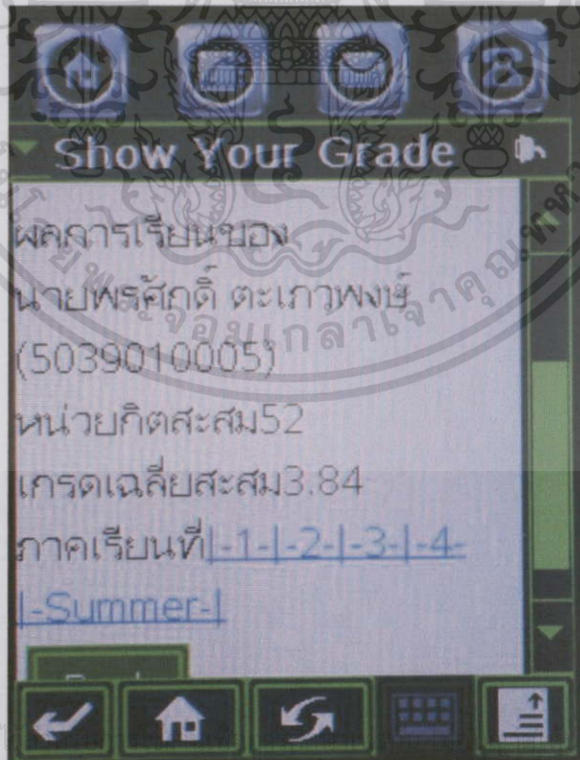 Show Your Grade
ผลการเรียนของ
นายพรศักดิ์ ตะเภาพงษ์
(5039010005)
หน่วยกิตสะสม52
เกรดเฉลี่ยสะสม3.84
ภาคเรียนที่|-1-|-2-|-3-|-4-
|-Summer-|